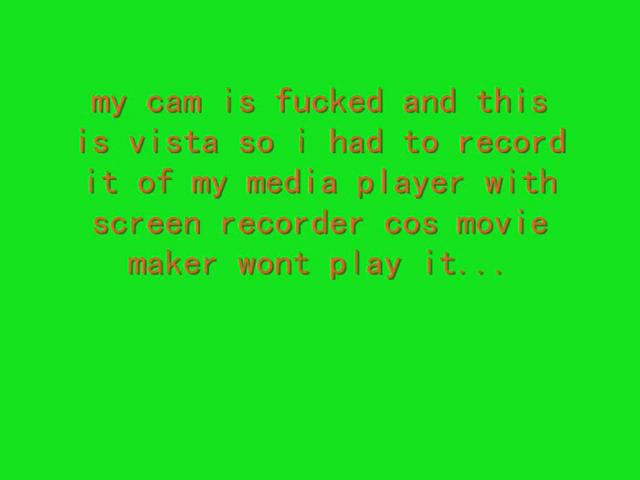 my cam is fucked and this
is vista so i had to record
it of my media player with
screen recorder cos movie
maker wont play it...